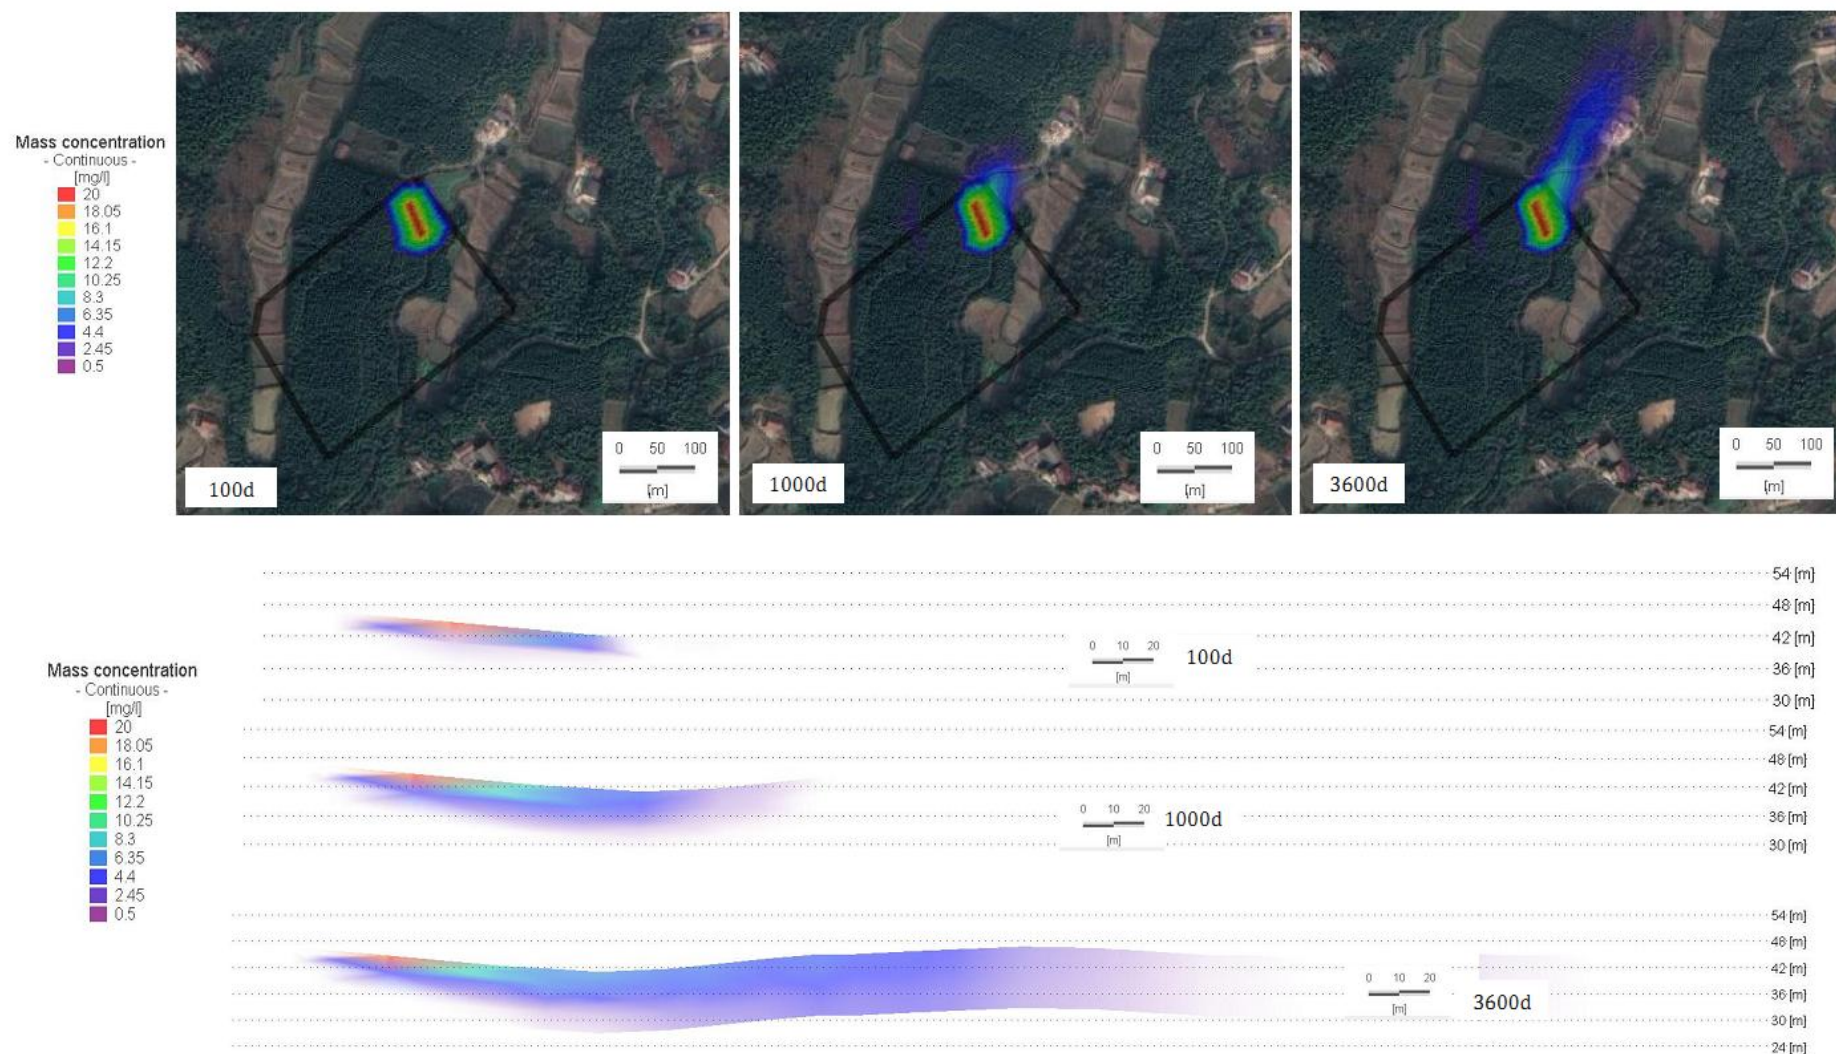 Mass concentration
- Continuous -
[mg/l]
20
18.05
16.1
14.15
12.2
10.25
8.3
6.35
4.4
2.45
0.5
100d
0 50 100
[m]
1000d
0 50 100
[m]
3600d
0 50 100
[m]
Mass concentration
- Continuous -
[mg/l]
20
18.05
16.1
14.15
12.2
10.25
8.3
6.35
4.4
2.45
0.5
54 [m]
48 [m]
42 [m]
36 [m]
30 [m]
0 10 20
[m]
100d
54 [m]
48 [m]
42 [m]
36 [m]
30 [m]
0 10 20
[m]
1000d
54 [m]
48 [m]
42 [m]
36 [m]
30 [m]
24 [m]
0 10 20
[m]
3600d